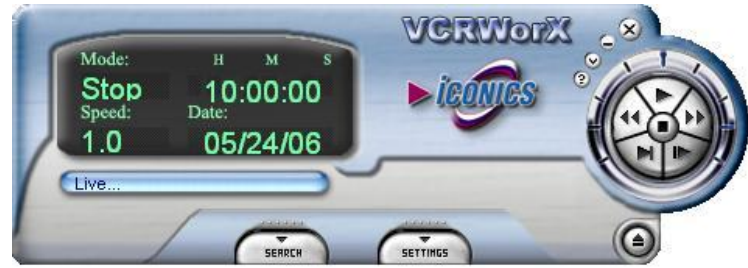 VCRWorX
Mode: H M S
Stop 10:00:00
Speed: Date:
1.0 05/24/06
ICONICS
?
Live...
SEARCH
SETTINGS